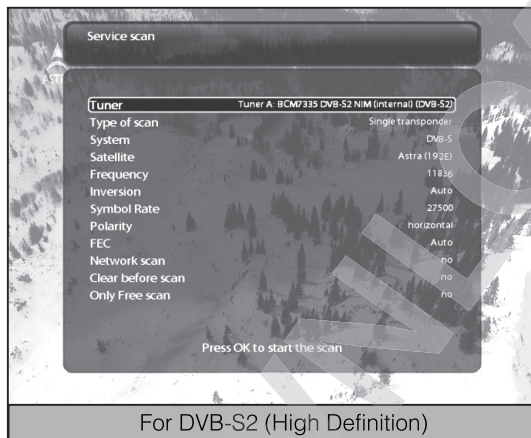 Service scan
ASTR
Tuner Tuner A: BCM7335 DVB-S2 NIM (internal) (DVB-S2)
Type of scan Single transponder
System DVB-S
Satellite Astra (192E)
Frequency 11836
Inversion Auto
Symbol Rate 27500
Polarity horizontal
FEC Auto
Network scan no
Clear before scan no
Only Free scan no
Press OK to start the scan
For DVB-S2 (High Definition)